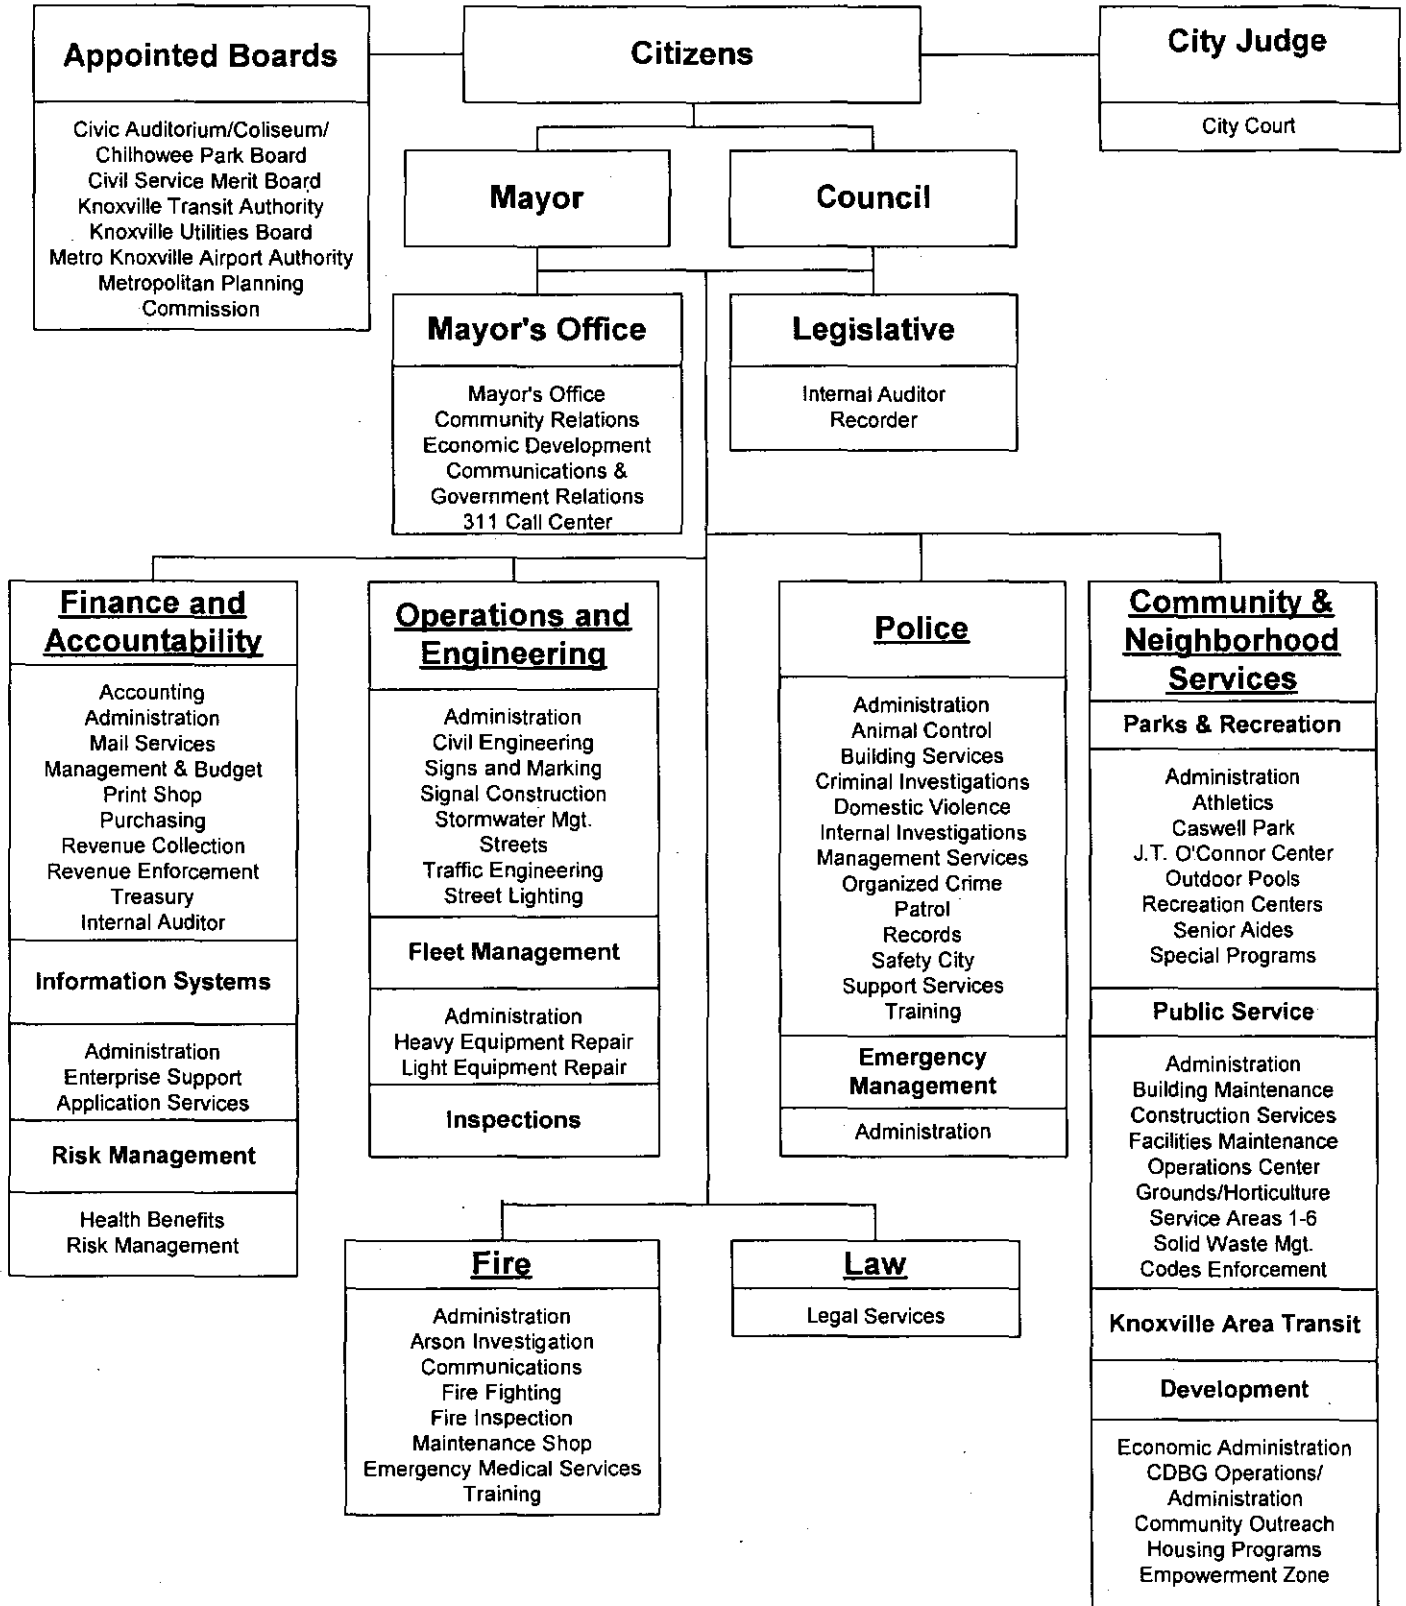 Appointed Boards
Civic Auditorium/Coliseum/
Chilhowee Park Board
Civil Service Merit Board
Knoxville Transit Authority
Knoxville Utilities Board
Metro Knoxville Airport Authority
Metropolitan Planning
Commission
Citizens
City Judge
City Court
Mayor
Council
Mayor's Office
Mayor's Office
Community Relations
Economic Development
Communications &
Government Relations
311 Call Center
Legislative
Internal Auditor
Recorder
Finance and
Accountability
Accounting
Administration
Mail Services
Management & Budget
Print Shop
Purchasing
Revenue Collection
Revenue Enforcement
Treasury
Internal Auditor
Information Systems
Administration
Enterprise Support
Application Services
Risk Management
Health Benefits
Risk Management
Operations and
Engineering
Administration
Civil Engineering
Signs and Marking
Signal Construction
Stormwater Mgt.
Streets
Traffic Engineering
Street Lighting
Fleet Management
Administration
Heavy Equipment Repair
Light Equipment Repair
Inspections
Police
Administration
Animal Control
Building Services
Criminal Investigations
Domestic Violence
Internal Investigations
Management Services
Organized Crime
Patrol
Records
Safety City
Support Services
Training
Emergency
Management
Administration
Community &
Neighborhood
Services
Parks & Recreation
Administration
Athletics
Caswell Park
J.T. O'Connor Center
Outdoor Pools
Recreation Centers
Senior Aides
Special Programs
Public Service
Administration
Building Maintenance
Construction Services
Facilities Maintenance
Operations Center
Grounds/Horticulture
Service Areas 1-6
Solid Waste Mgt.
Codes Enforcement
Knoxville Area Transit
Development
Economic Administration
CDBG Operations/
Administration
Community Outreach
Housing Programs
Empowerment Zone
Fire
Administration
Arson Investigation
Communications
Fire Fighting
Fire Inspection
Maintenance Shop
Emergency Medical Services
Training
Law
Legal Services